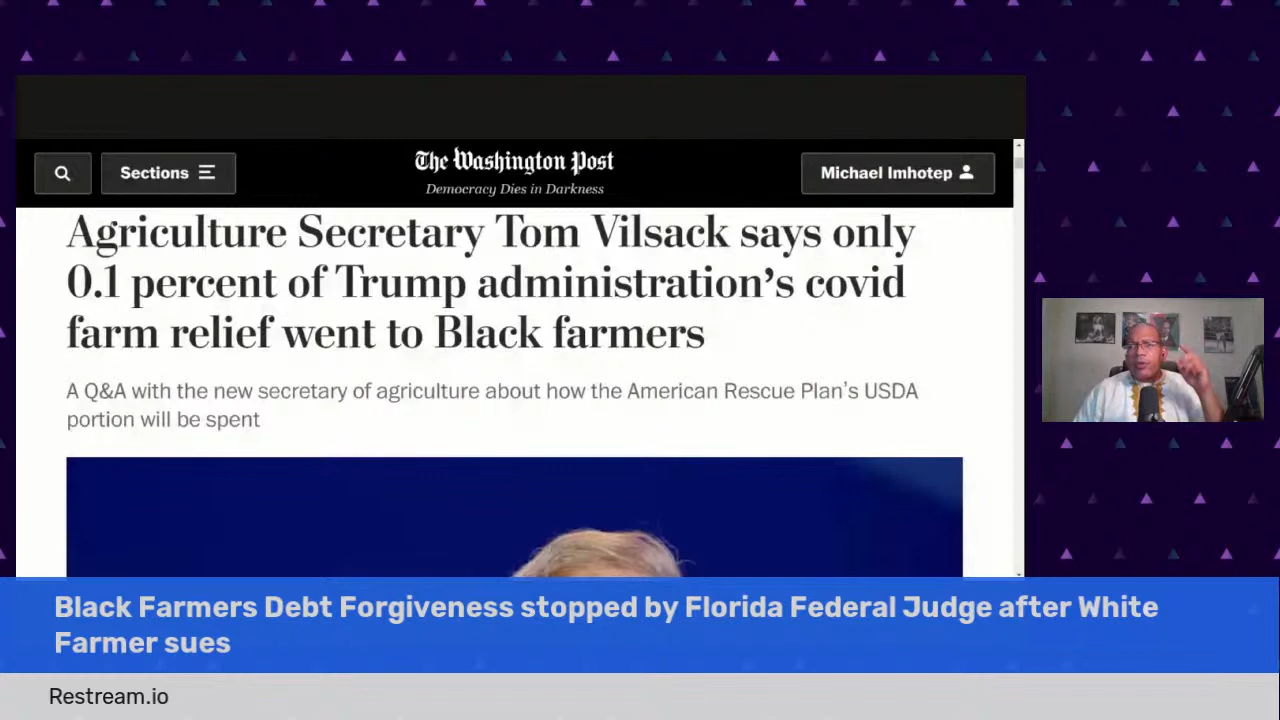 Sections
The Washington Post
Democracy Dies in Darkness
Michael Imhotep
Agriculture Secretary Tom Vilsack says only
0.1 percent of Trump administration’s covid
farm relief went to Black farmers
A Q&A with the new secretary of agriculture about how the American Rescue Plan’s USDA
portion will be spent
Black Farmers Debt Forgiveness stopped by Florida Federal Judge after White
Farmer sues
Restream.io